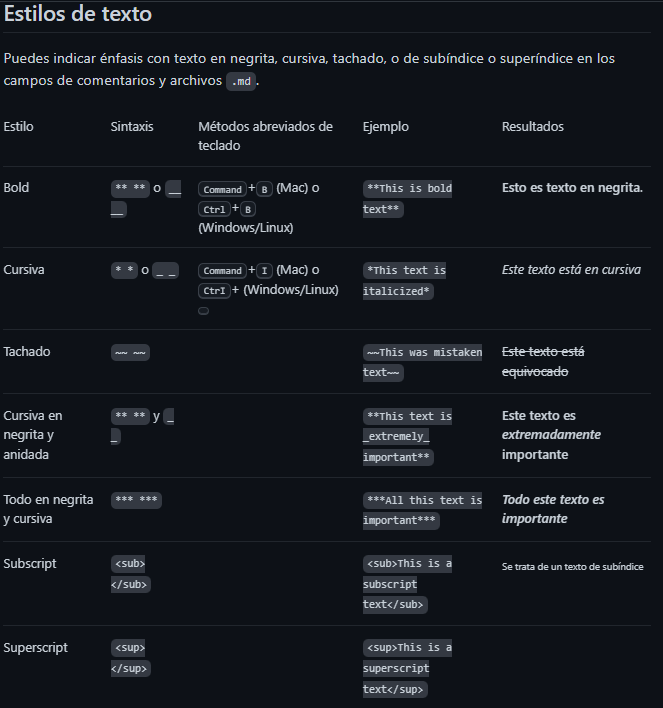 Estilos de texto
Puedes indicar énfasis con texto en negrita, cursiva, tachado, o de subíndice o superíndice en los
campos de comentarios y archivos .md.
Estilo Sintaxis Métodos abreviados de Ejemplo Resultados
teclado
Bold ** ** o __ Command+B (Mac) o **This is bold Esto es texto en negrita.
__ Ctrl+B text**
(Windows/Linux)
Cursiva * * o _ _ Command+I (Mac) o *This text is Este texto está en cursiva
Ctrl+ (Windows/Linux) italicized*
Tachado ~~ ~~ ~~This was mistaken Este texto está
text~~ equivocado
Cursiva en ** ** y _ **This text is Este texto es
negrita y _ _extremely_ extremadamente
anidada important** importante
Todo en negrita *** *** ***All this text is Todo este texto es
y cursiva important*** importante
Subscript <sub> <sub>This is a Se trata de un texto de subíndice
</sub> subscript
text</sub>
Superscript <sup> <sup>This is a
</sup> superscript
text</sup>